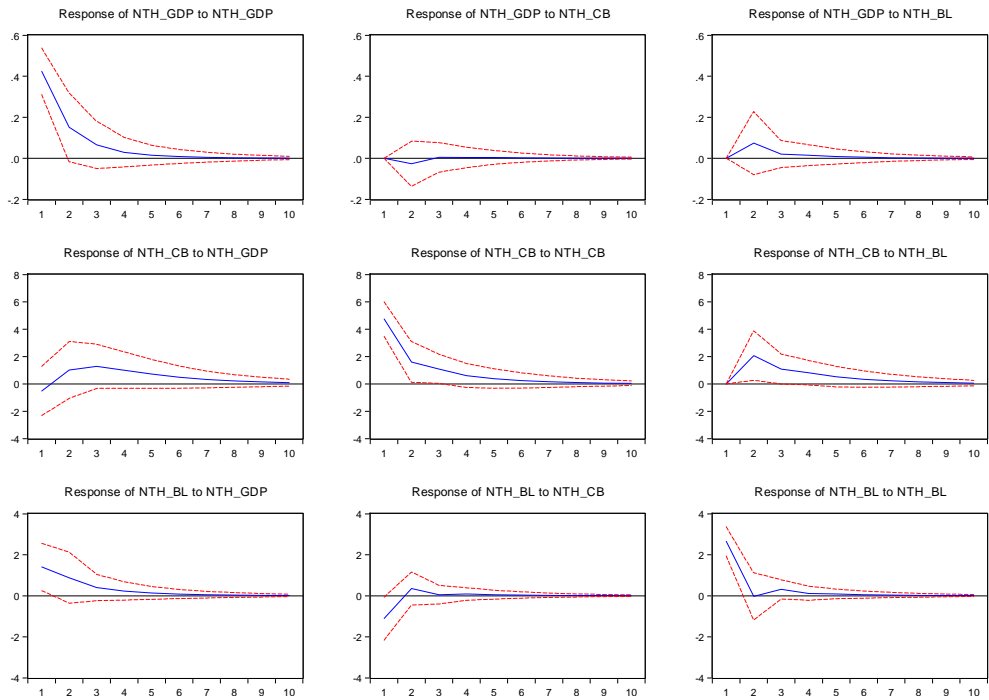 Response of NTH_GDP to NTH_GDP
.6
.4
.2
.0
-.2
1 2 3 4 5 6 7 8 9 10
Response of NTH_GDP to NTH_CB
.6
.4
.2
.0
-.2
1 2 3 4 5 6 7 8 9 10
Response of NTH_GDP to NTH_BL
.6
.4
.2
.0
-.2
1 2 3 4 5 6 7 8 9 10
Response of NTH_CB to NTH_GDP
8
6
4
2
0
-2
-4
1 2 3 4 5 6 7 8 9 10
Response of NTH_CB to NTH_CB
8
6
4
2
0
-2
-4
1 2 3 4 5 6 7 8 9 10
Response of NTH_CB to NTH_BL
8
6
4
2
0
-2
-4
1 2 3 4 5 6 7 8 9 10
Response of NTH_BL to NTH_GDP
4
2
0
-2
-4
1 2 3 4 5 6 7 8 9 10
Response of NTH_BL to NTH_CB
4
2
0
-2
-4
1 2 3 4 5 6 7 8 9 10
Response of NTH_BL to NTH_BL
4
2
0
-2
-4
1 2 3 4 5 6 7 8 9 10